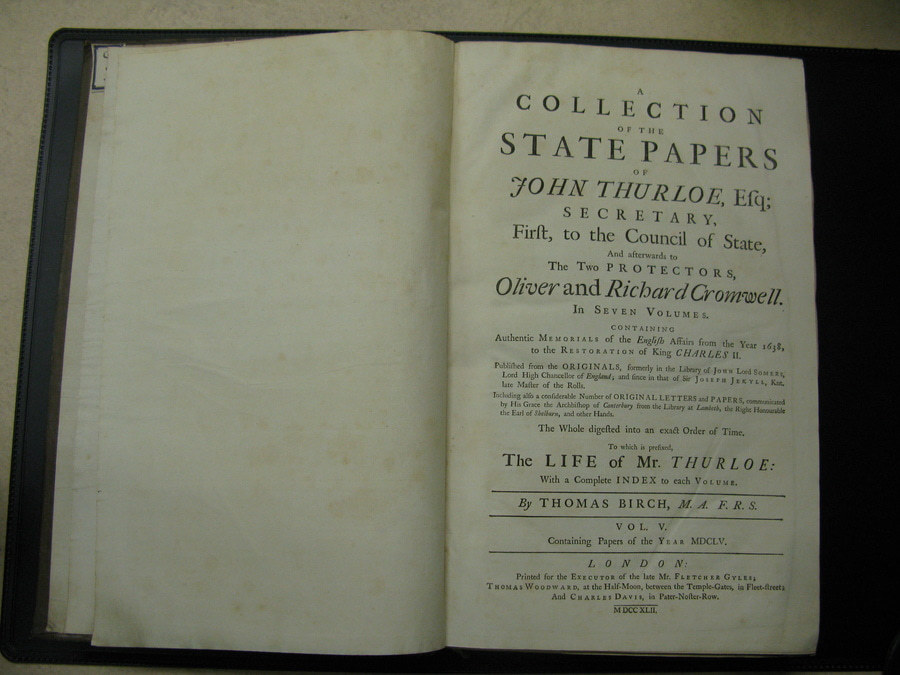 A
COLLECTION
OF THE
STATE PAPERS
OF
JOHN THURLOE, Eſq;
SECRETARY,
Firſt, to the Council of State,
And afterwards to
The Two PROTECTORS,
Oliver and Richard Cromwell.
In SEVEN VOLUMES.
CONTAINING
Authentic MEMORIALS of the Engliſh Affairs from the Year 1638,
to the RESTORATION of King CHARLES II.
Publiſhed from the ORIGINALS, formerly in the Library of JOHN Lord SOMERS,
Lord High Chancellor of England; and ſince in that of Sir JOSEPH JEKYLL, Knt.
late Maſter of the Rolls.
Including alſo a conſiderable Number of ORIGINAL LETTERS and PAPERS, communicated
by His Grace the Archbiſhop of Canterbury from the Library at Lambeth, the Right Honourable
the Earl of Shelburn, and other Hands.
The Whole digeſted into an exact Order of Time.
To which is prefixed,
The LIFE of Mr. THURLOE:
With a Complete INDEX to each VOLUME.
By THOMAS BIRCH, M. A. F. R. S.
VOL. V.
Containing Papers of the YEAR MDCLV.
LONDON:
Printed for the EXECUTOR of the late Mr. FLETCHER GYLES;
THOMAS WOODWARD, at the Half-Moon, between the Temple-Gates, in Fleet-ſtreet;
And CHARLES DAVIS, in Pater-Noſter-Row.
MDCCXLII.